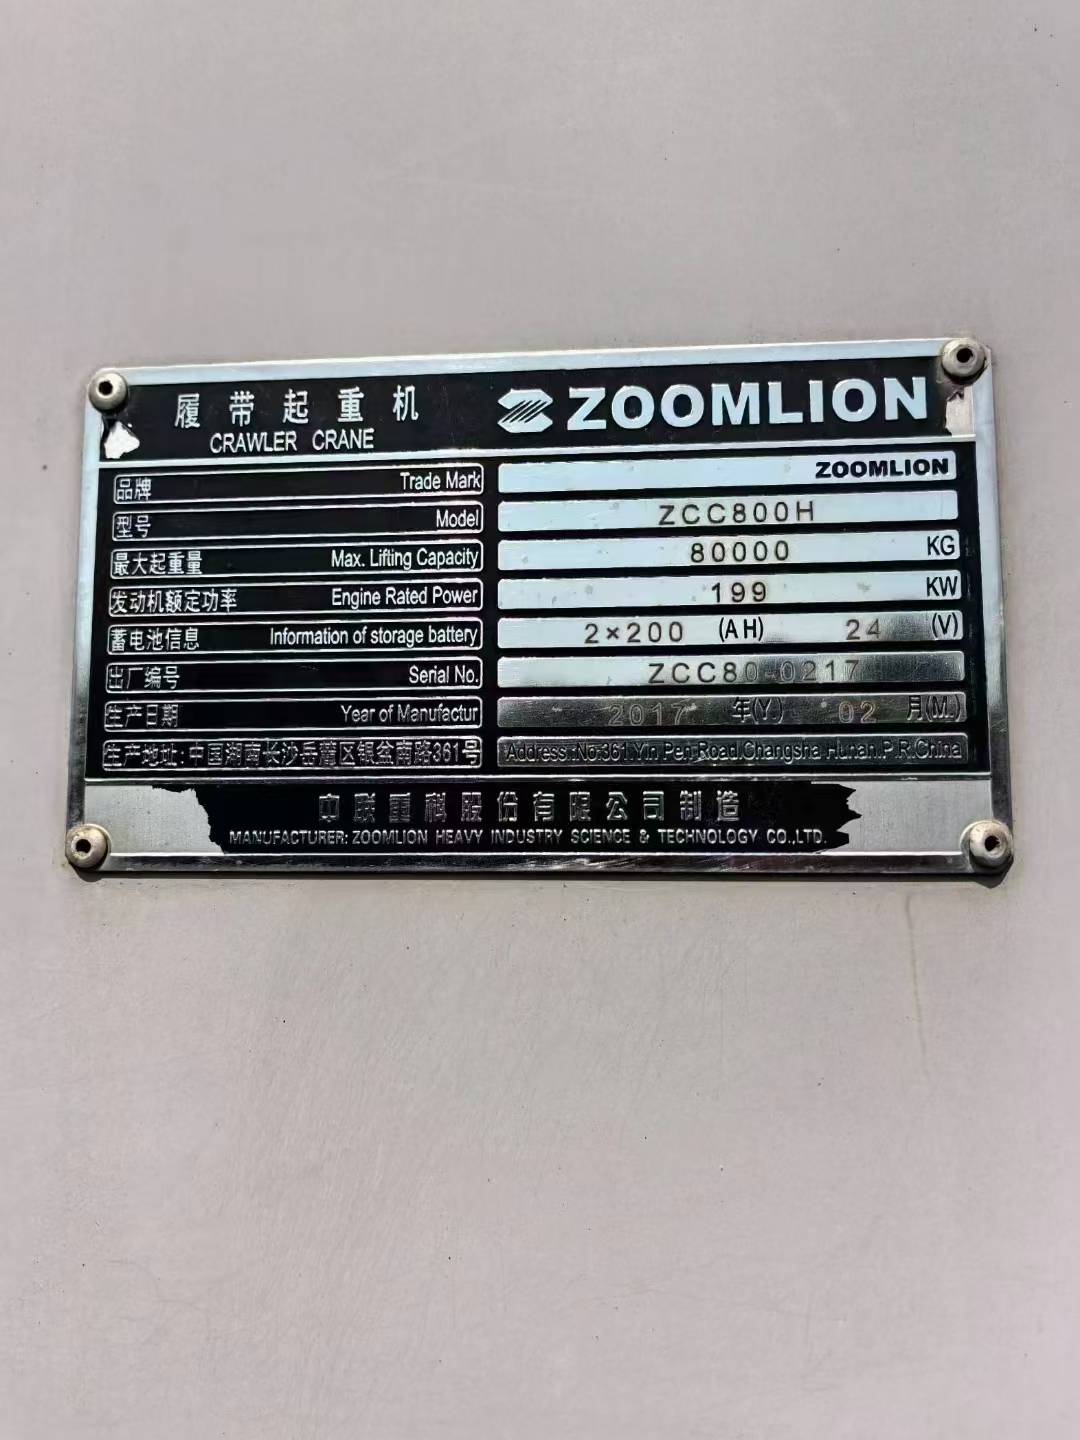 履带起重机 ZOOMLION
CRAWLER CRANE
品牌 Trade Mark ZOOMLION
型号 Model ZCC800H
最大起重量 Max. Lifting Capacity 80000 KG
发动机额定功率 Engine Rated Power 199 KW
蓄电池信息 Information of storage battery 2×200 (AH) 24 (V)
出厂编号 Serial No. ZCC80-0217
生产日期 Year of Manufactur 2017 年(Y.) 02 月(M.)
生产地址:中国湖南长沙岳麓区银盆南路361号 Address:No.361 Yin Pen Road.Changsha Hunan.P.R.China
中联重科股份有限公司制造
MANUFACTURER: ZOOMLION HEAVY INDUSTRY SCIENCE & TECHNOLOGY CO.,LTD.